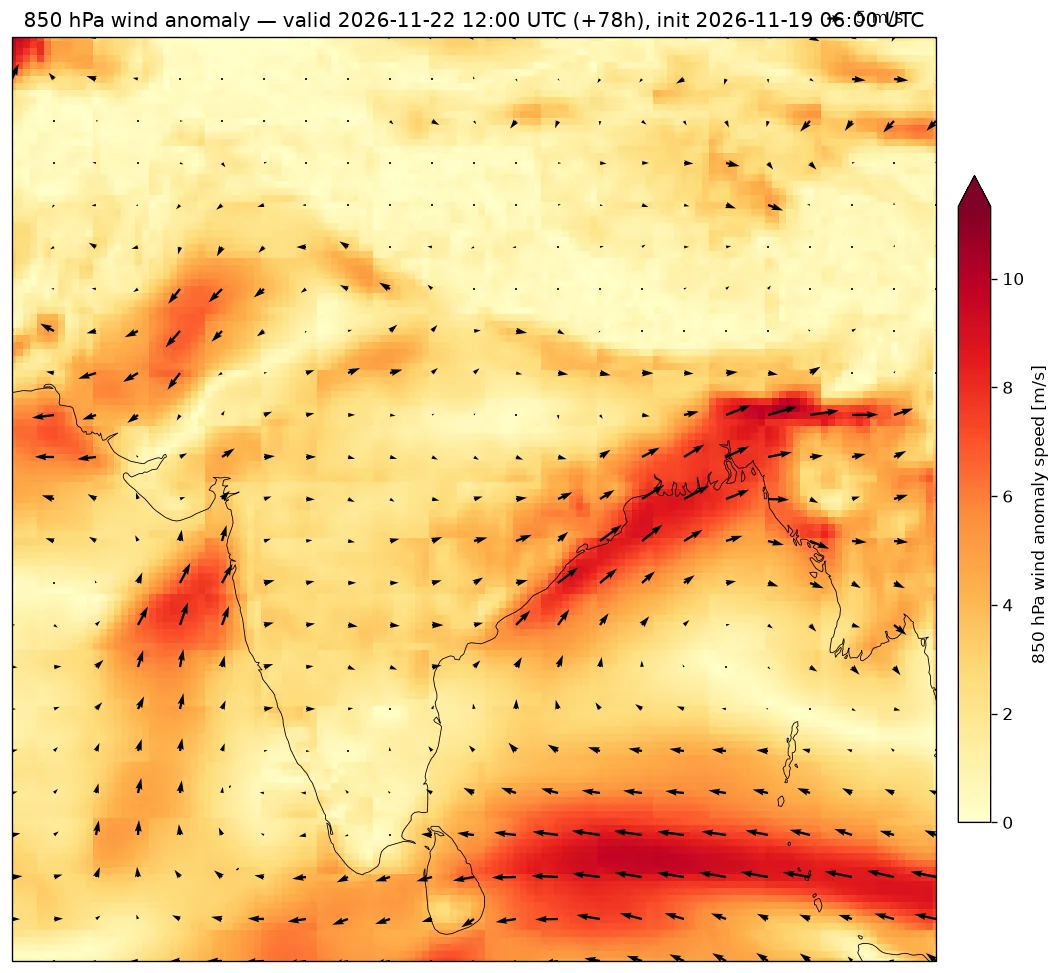 850 hPa wind anomaly — valid 2026-11-22 12:00 UTC (+78h), init 2026-11-19 06:00 UTC
5 m/s
10
8
6
4
2
0
850 hPa wind anomaly speed [m/s]